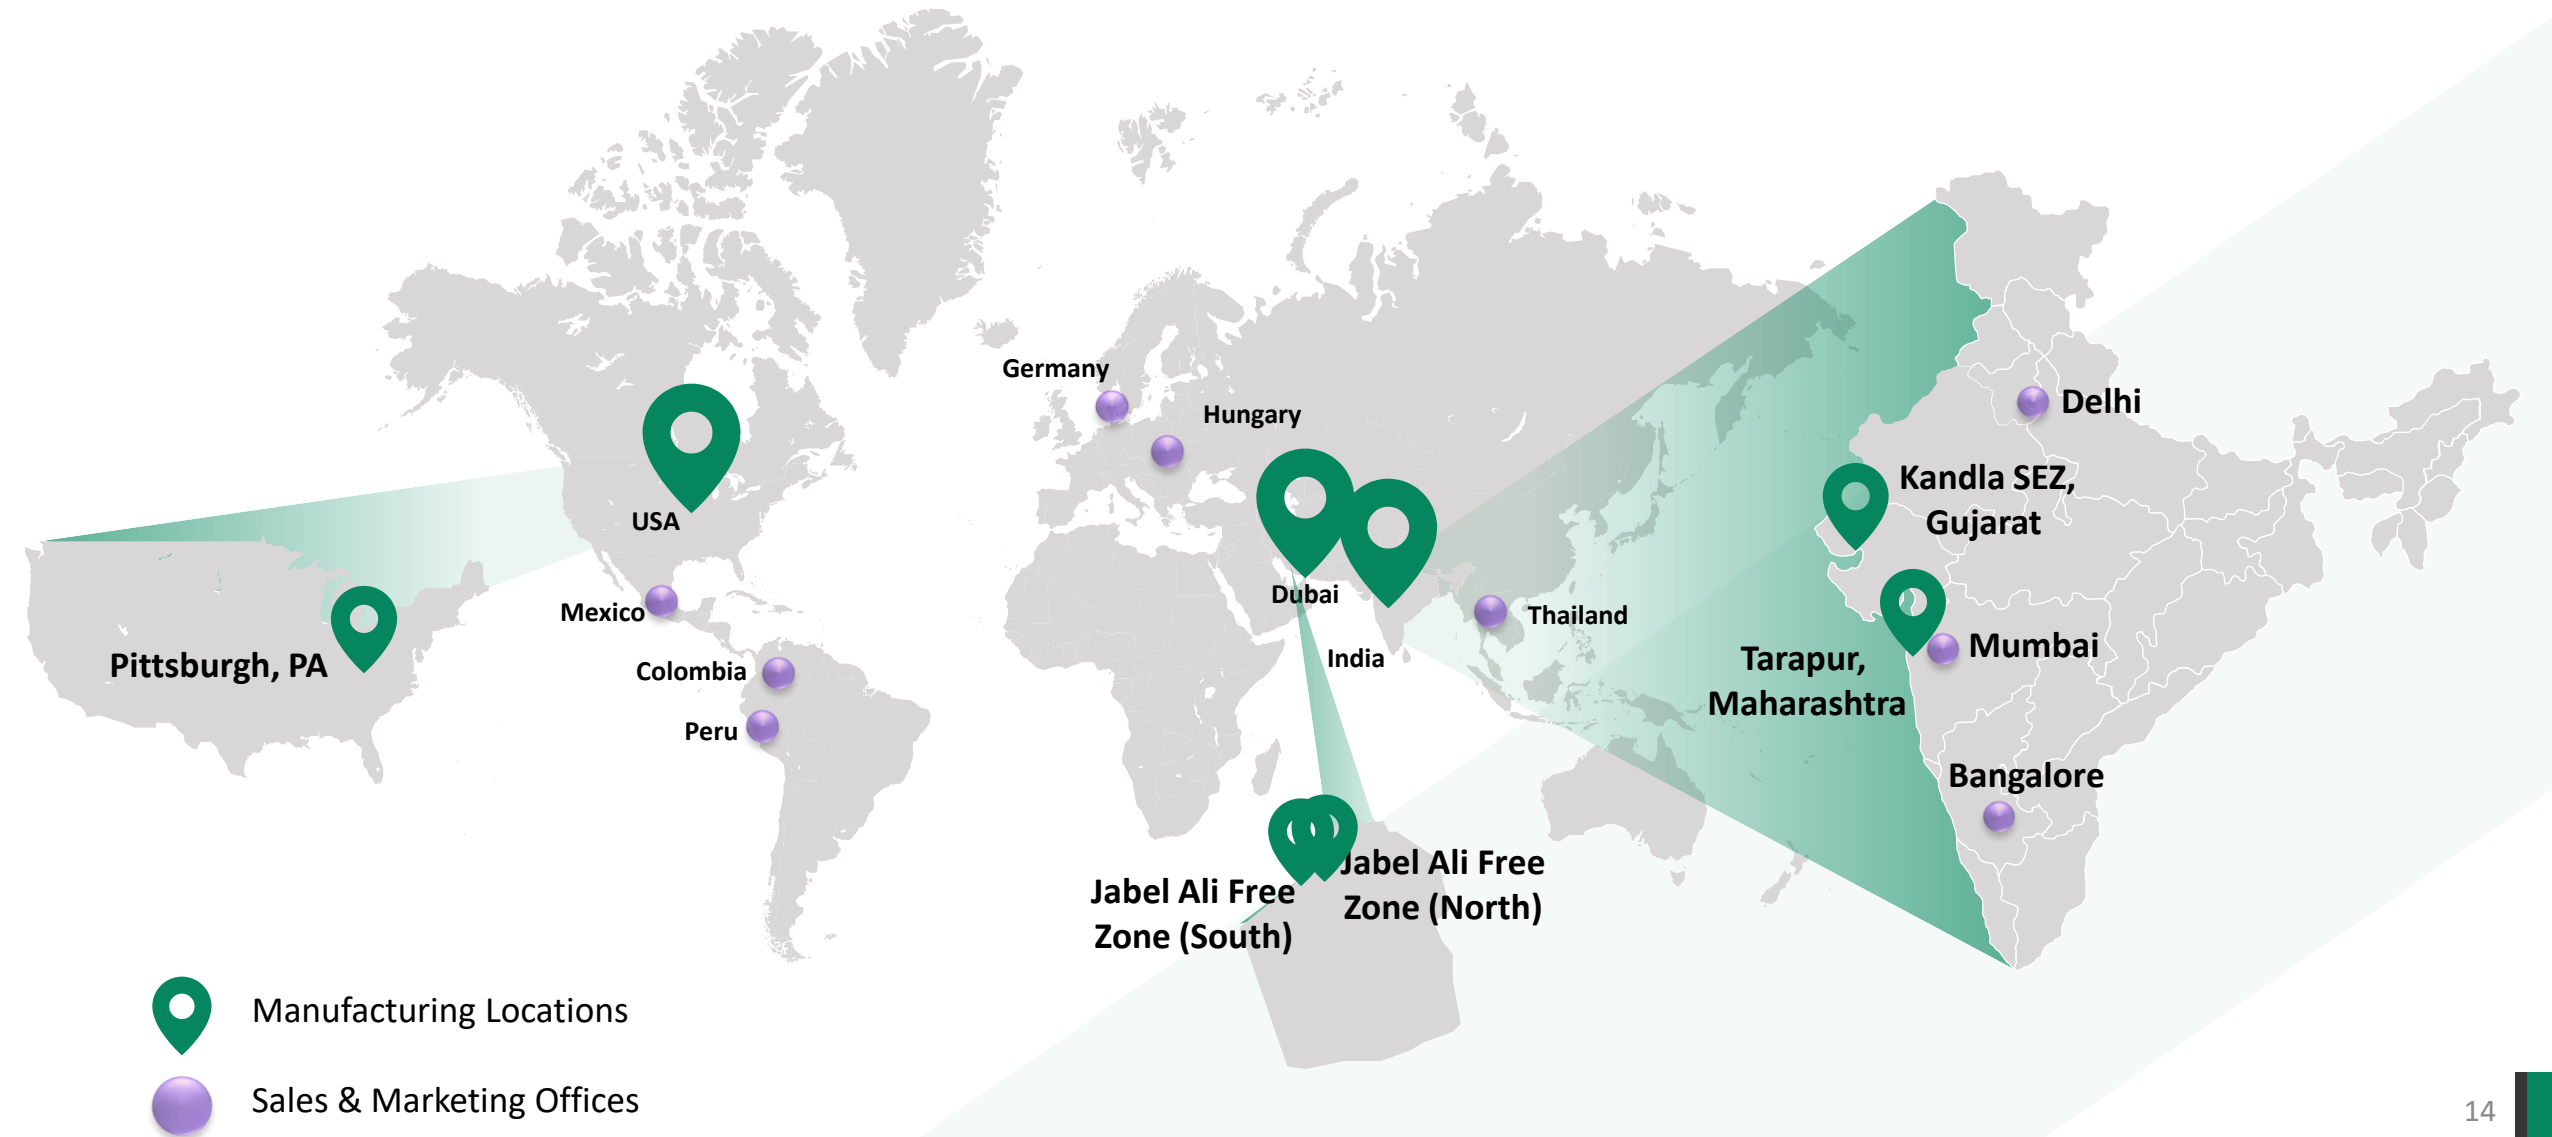 Germany
Hungary
USA
Mexico
Colombia
Peru
Pittsburgh, PA
Dubai
India
Thailand
Delhi
Kandla SEZ,
Gujarat
Tarapur,
Maharashtra
Mumbai
Bangalore
Jabel Ali Free
Zone (South)
Jabel Ali Free
Zone (North)
Manufacturing Locations
Sales & Marketing Offices
14